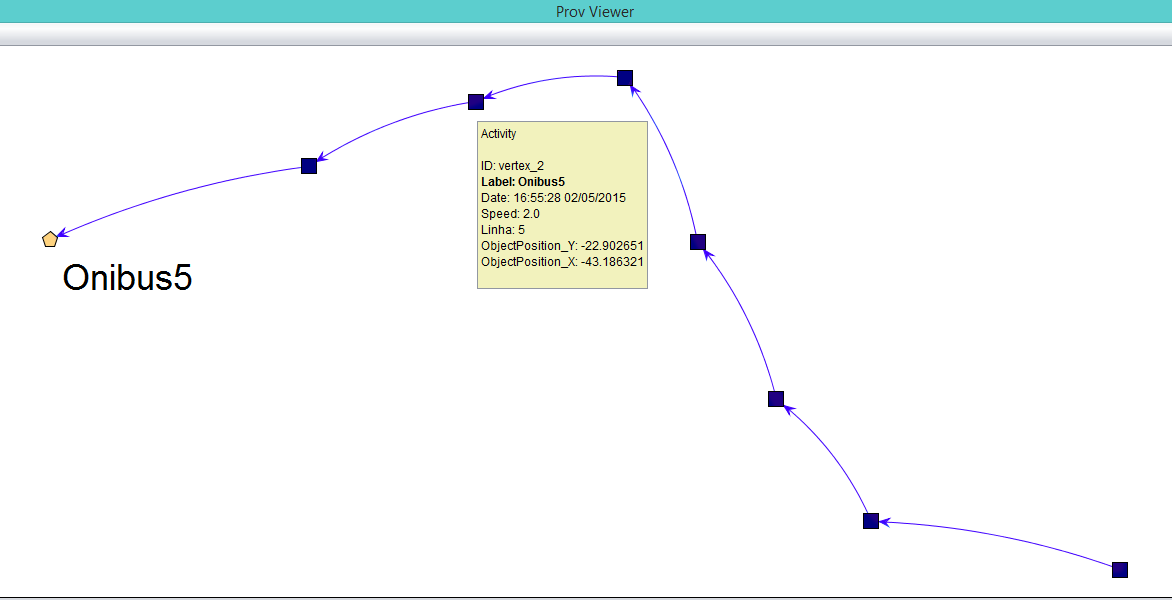 Prov Viewer
Activity
ID: vertex_2
Label: Onibus5
Date: 16:55:28 02/05/2015
Speed: 2.0
Linha: 5
ObjectPosition_Y: -22.902651
ObjectPosition_X: -43.186321
Onibus5